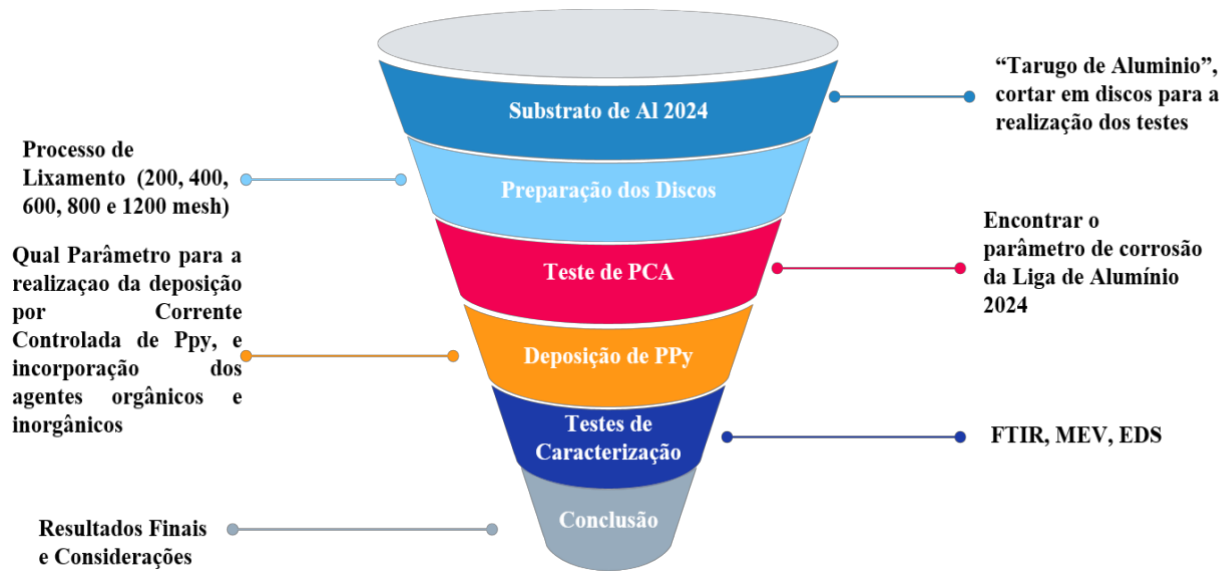 “Tarugo de Aluminio”,
cortar em discos para a
realização dos testes
Substrato de Al 2024
Processo de
Lixamento (200, 400,
600, 800 e 1200 mesh)
Preparação dos Discos
Encontrar o
parâmetro de corrosão
da Liga de Alumínio
2024
Teste de PCA
Qual Parâmetro para a
realizaçao da deposição
por Corrente
Controlada de Ppy, e
incorporação dos
agentes orgânicos e
inorgânicos
Deposição de PPy
Testes de
Caracterização
FTIR, MEV, EDS
Conclusão
Resultados Finais
e Considerações